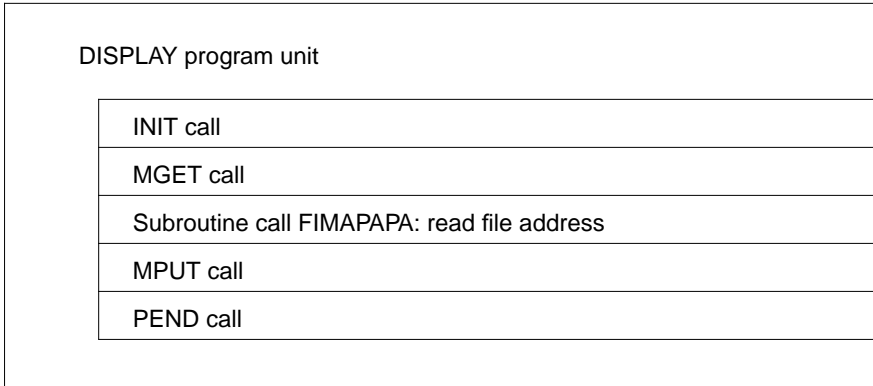 DISPLAY program unit
INIT call
MGET call
Subroutine call FIMAPAPA: read file address
MPUT call
PEND call